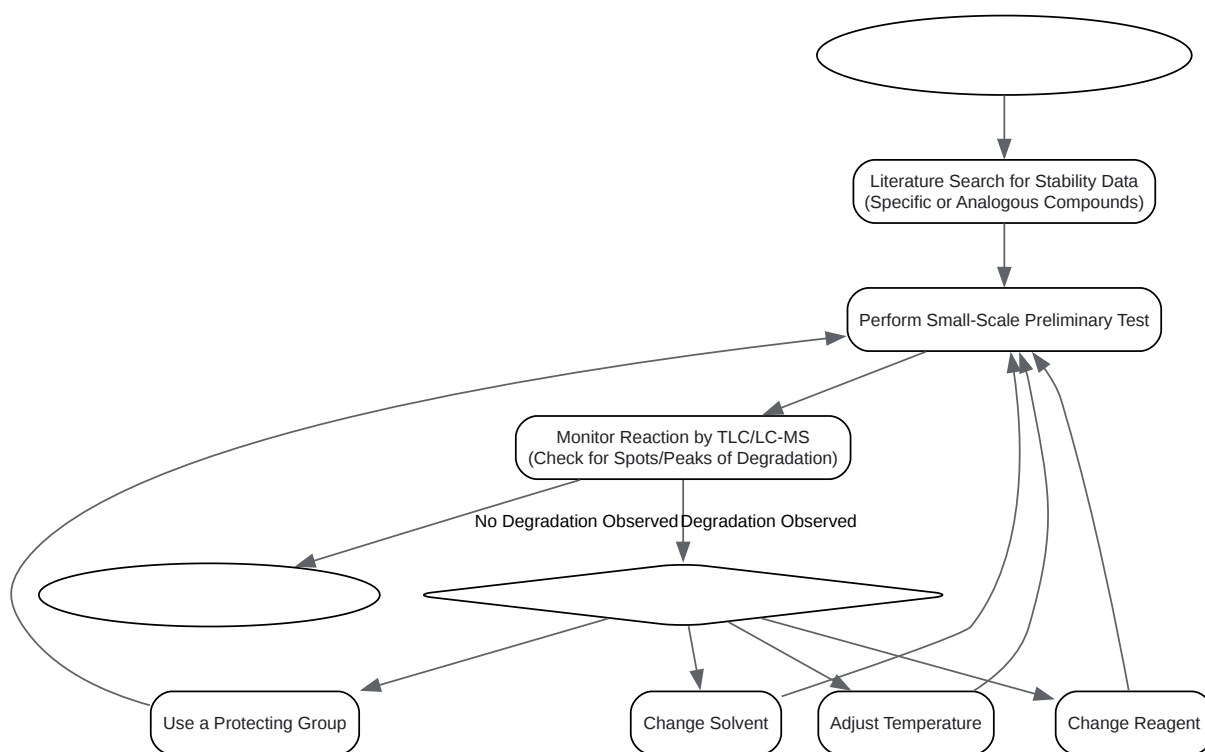 Literature Search for Stability Data
(Specific or Analogous Compounds)
Perform Small-Scale Preliminary Test
Monitor Reaction by TLC/LC-MS
(Check for Spots/Peaks of Degradation)
No Degradation Observed
Degradation Observed
Use a Protecting Group
Change Solvent
Adjust Temperature
Change Reagent